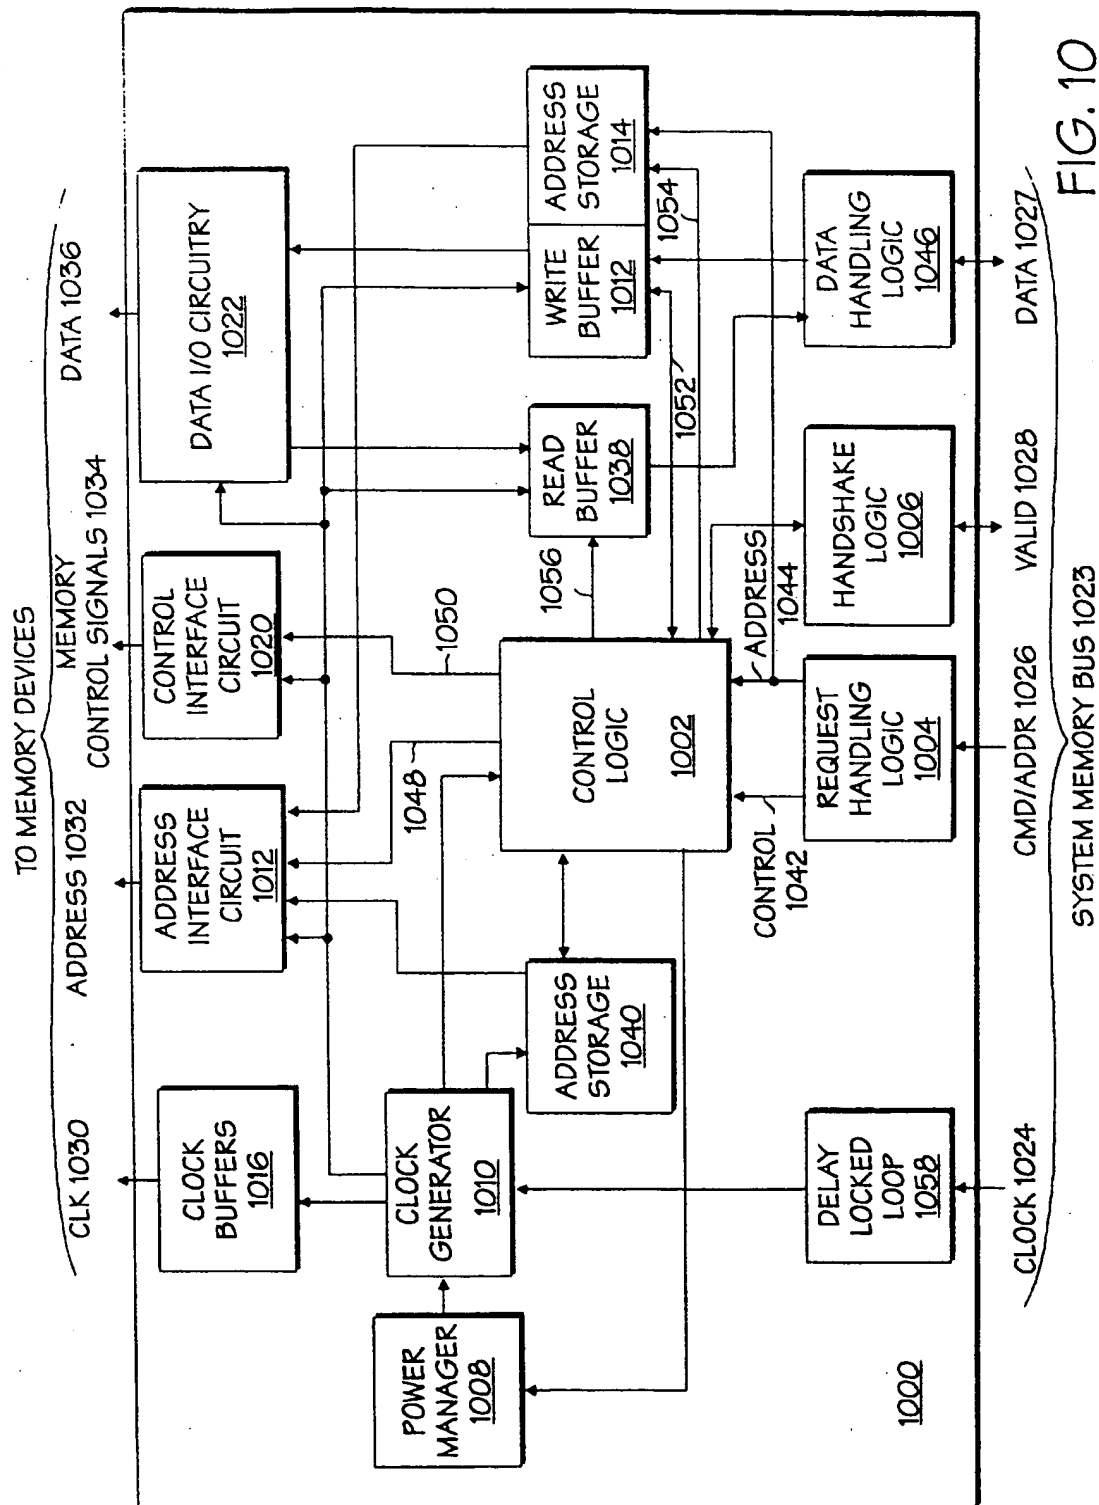 TO MEMORY DEVICES
CLK 1030
ADDRESS 1032
MEMORY
CONTROL SIGNALS 1034
DATA 1036
CLOCK
BUFFERS
1016
ADDRESS
INTERFACE
CIRCUIT
1012
CONTROL
INTERFACE
CIRCUIT
1020
DATA I/O CIRCUITRY
1022
POWER
MANAGER
1008
CLOCK
GENERATOR
1010
1048
1050
ADDRESS
STORAGE
1040
CONTROL
LOGIC
1002
1056
READ
BUFFER
1038
WRITE
BUFFER
1012
ADDRESS
STORAGE
1014
1052
1054
CONTROL
1042
ADDRESS
1044
DELAY
LOCKED
LOOP
1058
REQUEST
HANDLING
LOGIC
1004
HANDSHAKE
LOGIC
1006
DATA
HANDLING
LOGIC
1046
1000
CLOCK 1024
CMD/ADDR 1026
VALID 1028
DATA 1027
SYSTEM MEMORY BUS 1023
FIG. 10